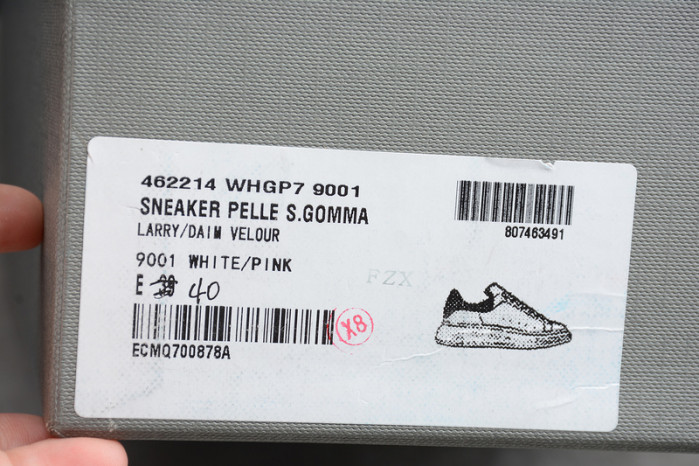 462214 WHGP7 9001
SNEAKER PELLE S.GOMMA
LARRY/DAIM VELOUR
9001 WHITE/PINK
E 40
ECMQ700878A
X8
807463491
FZX